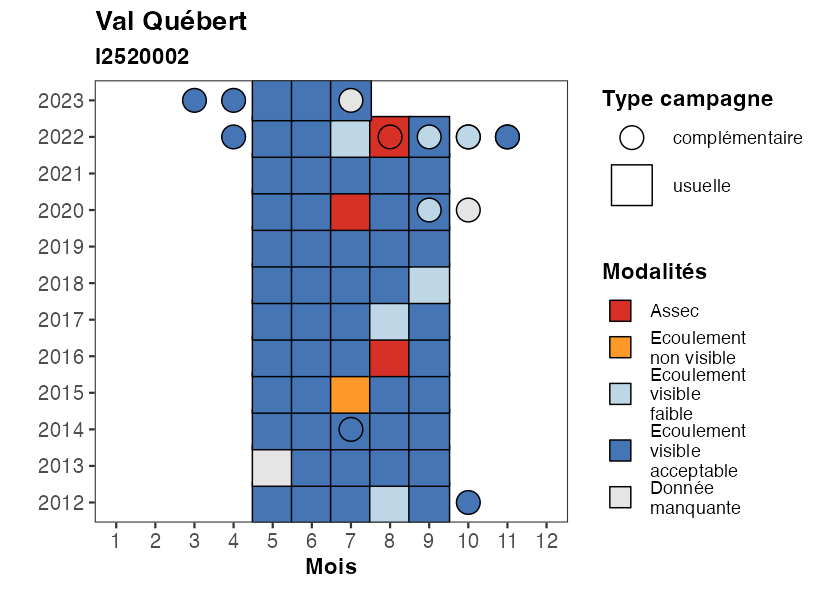 Val Québert
I2520002
2023
2022
2021
2020
2019
2018
2017
2016
2015
2014
2013
2012
1 2 3 4 5 6 7 8 9 10 11 12
Mois
Type campagne
complémentaire
usuelle
Modalités
Assec
Ecoulement
non visible
Ecoulement
visible
faible
Ecoulement
visible
acceptable
Donnée
manquante